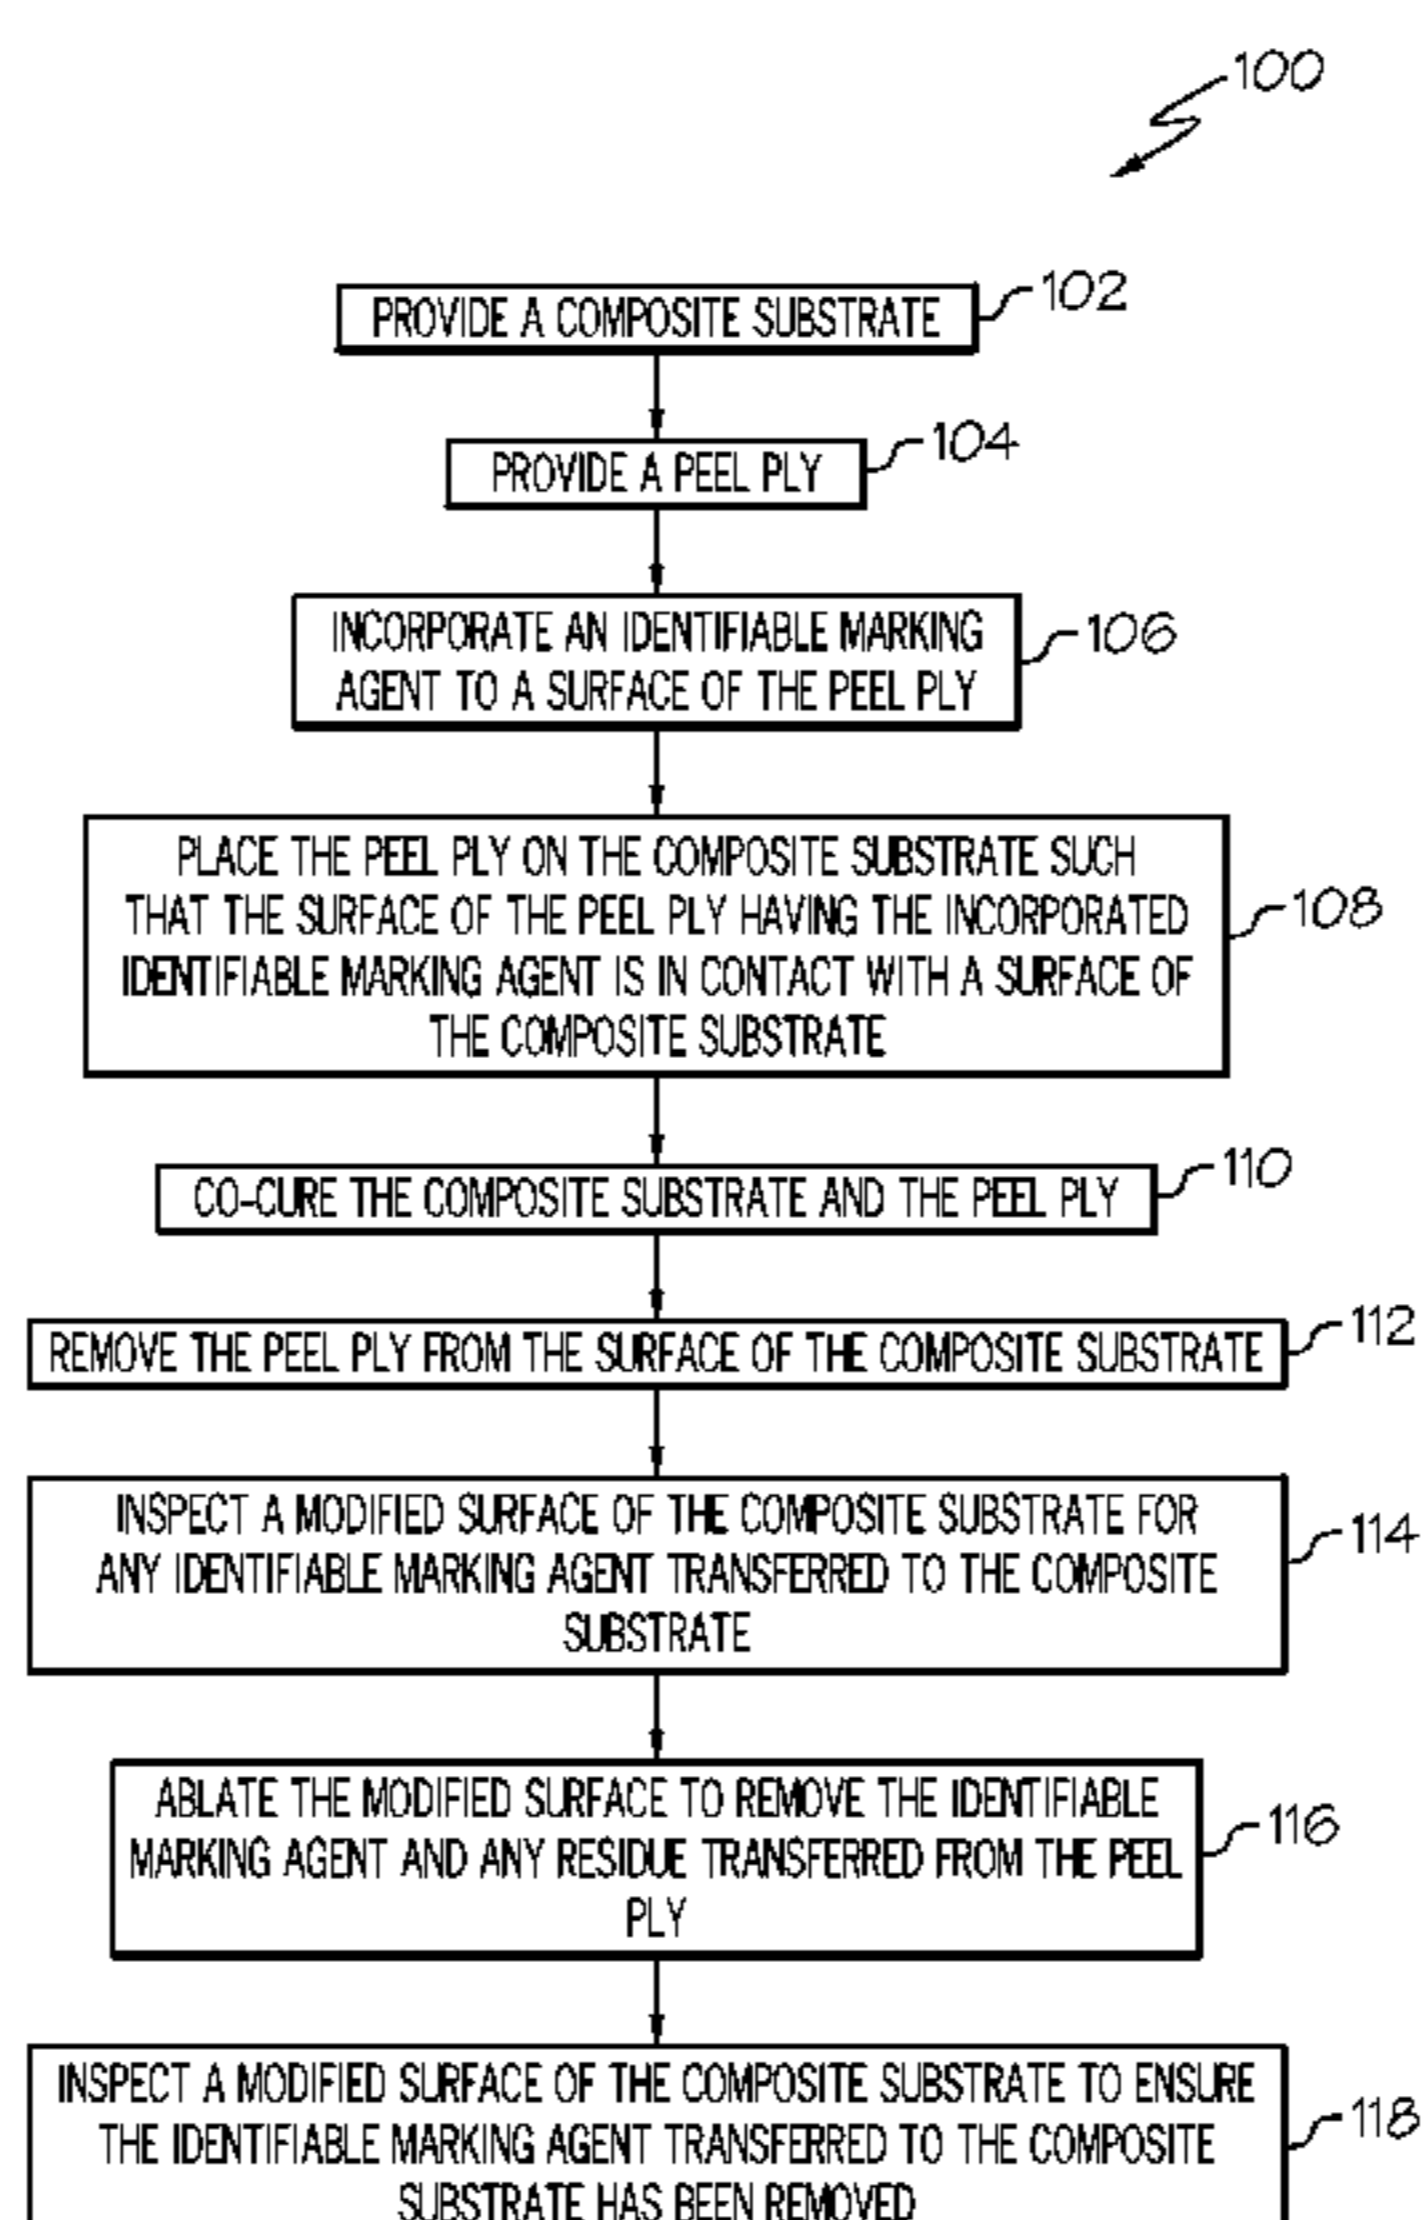 100
PROVIDE A COMPOSITE SUBSTRATE
102
PROVIDE A PEEL PLY
104
INCORPORATE AN IDENTIFIABLE MARKING
AGENT TO A SURFACE OF THE PEEL PLY
106
PLACE THE PEEL PLY ON THE COMPOSITE SUBSTRATE SUCH
THAT THE SURFACE OF THE PEEL PLY HAVING THE INCORPORATED
IDENTIFIABLE MARKING AGENT IS IN CONTACT WITH A SURFACE OF
THE COMPOSITE SUBSTRATE
108
CO-CURE THE COMPOSITE SUBSTRATE AND THE PEEL PLY
110
REMOVE THE PEEL PLY FROM THE SURFACE OF THE COMPOSITE SUBSTRATE
112
INSPECT A MODIFIED SURFACE OF THE COMPOSITE SUBSTRATE FOR
ANY IDENTIFIABLE MARKING AGENT TRANSFERRED TO THE COMPOSITE
SUBSTRATE
114
ABLATE THE MODIFIED SURFACE TO REMOVE THE IDENTIFIABLE
MARKING AGENT AND ANY RESIDUE TRANSFERRED FROM THE PEEL
PLY
116
INSPECT A MODIFIED SURFACE OF THE COMPOSITE SUBSTRATE TO ENSURE
THE IDENTIFIABLE MARKING AGENT TRANSFERRED TO THE COMPOSITE
SUBSTRATE HAS BEEN REMOVED
118